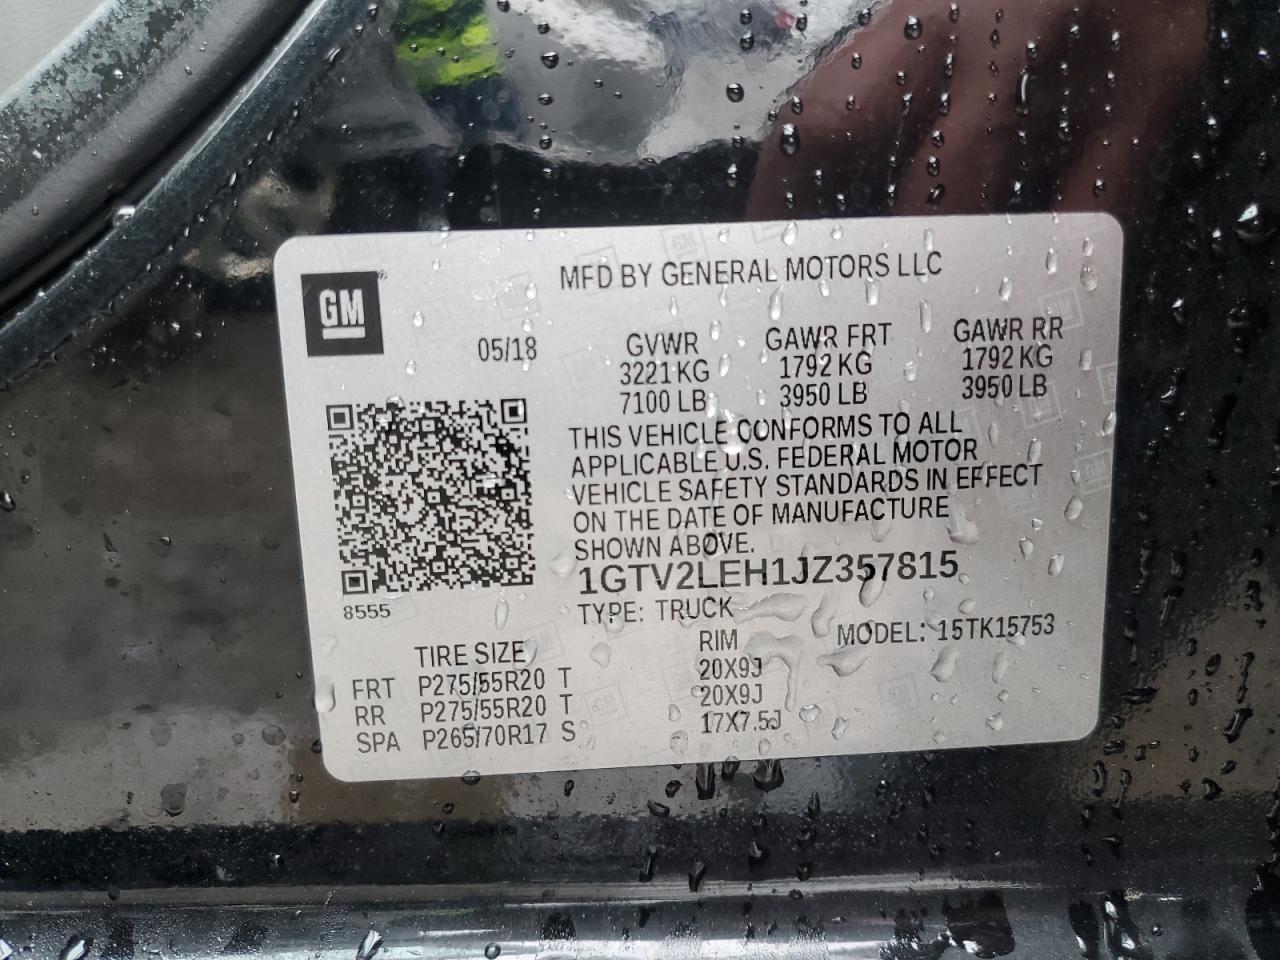 MFD BY GENERAL MOTORS LLC
GM
05/18
GVWR GAWR FRT GAWR RR
3221 KG 1792 KG 1792 KG
7100 LB 3950 LB 3950 LB
THIS VEHICLE CONFORMS TO ALL
APPLICABLE U.S. FEDERAL MOTOR
VEHICLE SAFETY STANDARDS IN EFFECT
ON THE DATE OF MANUFACTURE
SHOWN ABOVE.
1GTV2LEH1JZ357815
8555
TYPE: TRUCK
MODEL: 15TK15753
TIRE SIZE RIM
FRT P275/55R20 T 20X9J
RR P275/55R20 T 20X9J
SPA P265/70R17 S 17X7.5J